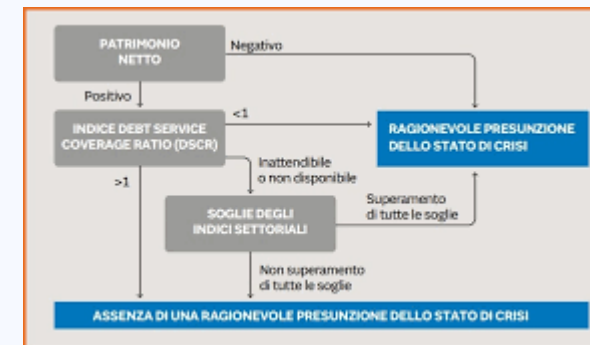 PATRIMONIO
NETTO
Negativo
Positivo
INDICE DEBT SERVICE
COVERAGE RATIO (DSCR)
<1
RAGIONEVOLE PRESUNZIONE
DELLO STATO DI CRISI
>1
Inattendibile
o non disponibile
SOGLIE DEGLI
INDICI SETTORIALI
Superamento
di tutte le soglie
Non superamento
di tutte le soglie
ASSENZA DI UNA RAGIONEVOLE PRESUNZIONE DELLO STATO DI CRISI